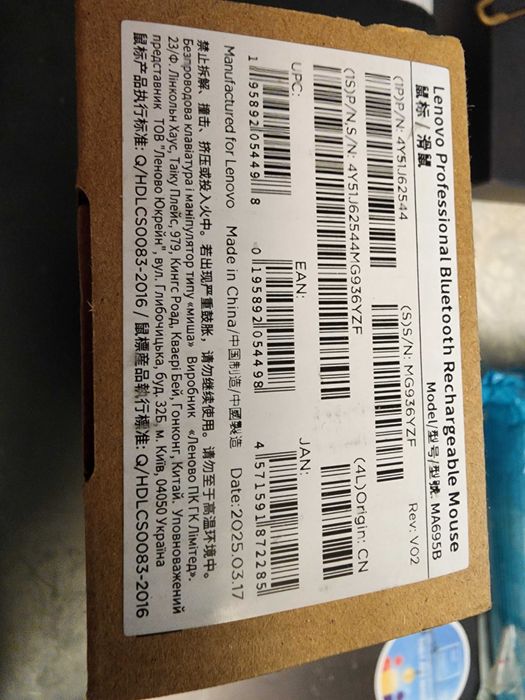 Lenovo Professional Bluetooth Rechargeable Mouse
鼠标 / 滑鼠
Model/型号/型號: MA695B
(1P)P/N: 4Y51J62544
Rev: V02
(S)S/N: MG936YZF
(1S)P/N,S/N: 4Y51J62544MG936YZF
(4L)Origin: CN
UPC:
EAN:
JAN:
1 95892 05449 8
0 195892 054498
4 571591 872285
Manufactured for Lenovo Made in China/中国制造/中國製造 Date:2025.03.17
禁止拆解、撞击、挤压或投入火中。若出现严重鼓胀，请勿继续使用。请勿至于高温环境中。
Безпроводова клавіатура і маніпулятор типу «миша» Виробник «Леново ПК ГК Лімітед».
23/Ф. Лінкольн Хаус, Тайку Плейс, 979, Кингс Роад, Кваєрі Бей, Гонконг, Китай. Уповноважений
представник ТОВ "Леново Юкрейн", вул. Глибочицька, буд. 32Б, м. Київ, 04050 Україна
鼠标产品执行标准: Q/HDLCS0083-2016 / 鼠標產品執行標准: Q/HDLCS0083-2016